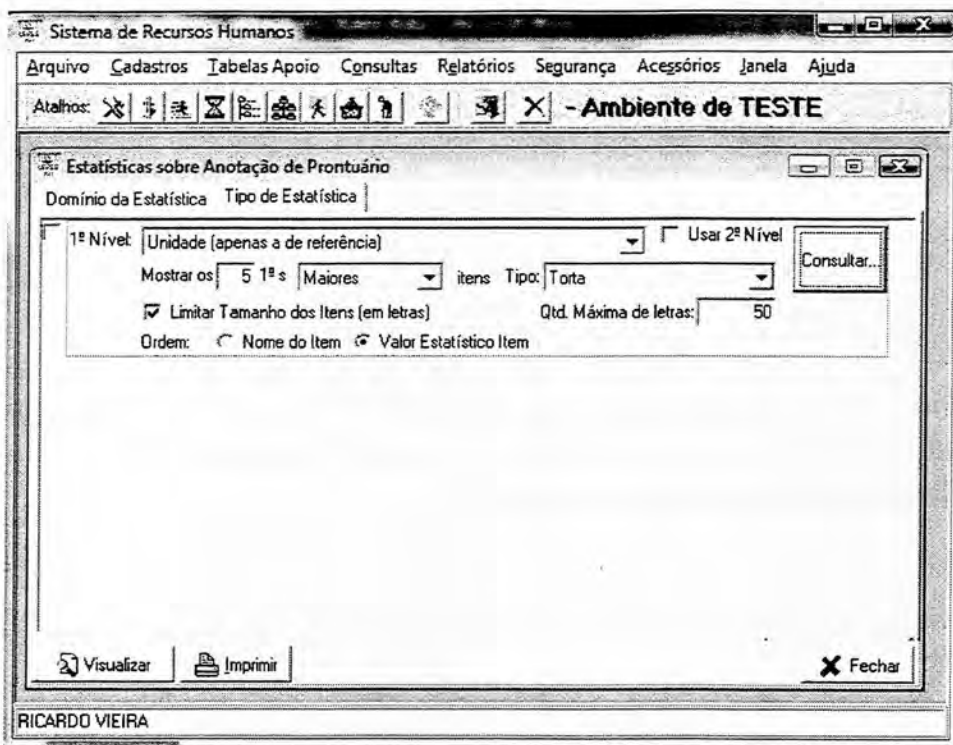 Sistema de Recursos Humanos
Arquivo Cadastros Tabelas Apoio Consultas Relatórios Segurança Acessórios Janela Ajuda
Atalhos: - Ambiente de TESTE
Estatísticas sobre Anotação de Prontuário
Domínio da Estatística Tipo de Estatística
1º Nível: Unidade (apenas a de referência) Usar 2º Nível Consultar...
Mostrar os 5 1º s Maiores itens Tipo: Torta
Limitar Tamanho dos Itens (em letras) Qtd. Máxima de letras: 50
Ordem: Nome do Item Valor Estatístico Item
Visualizar Imprimir Fechar
RICARDO VIEIRA